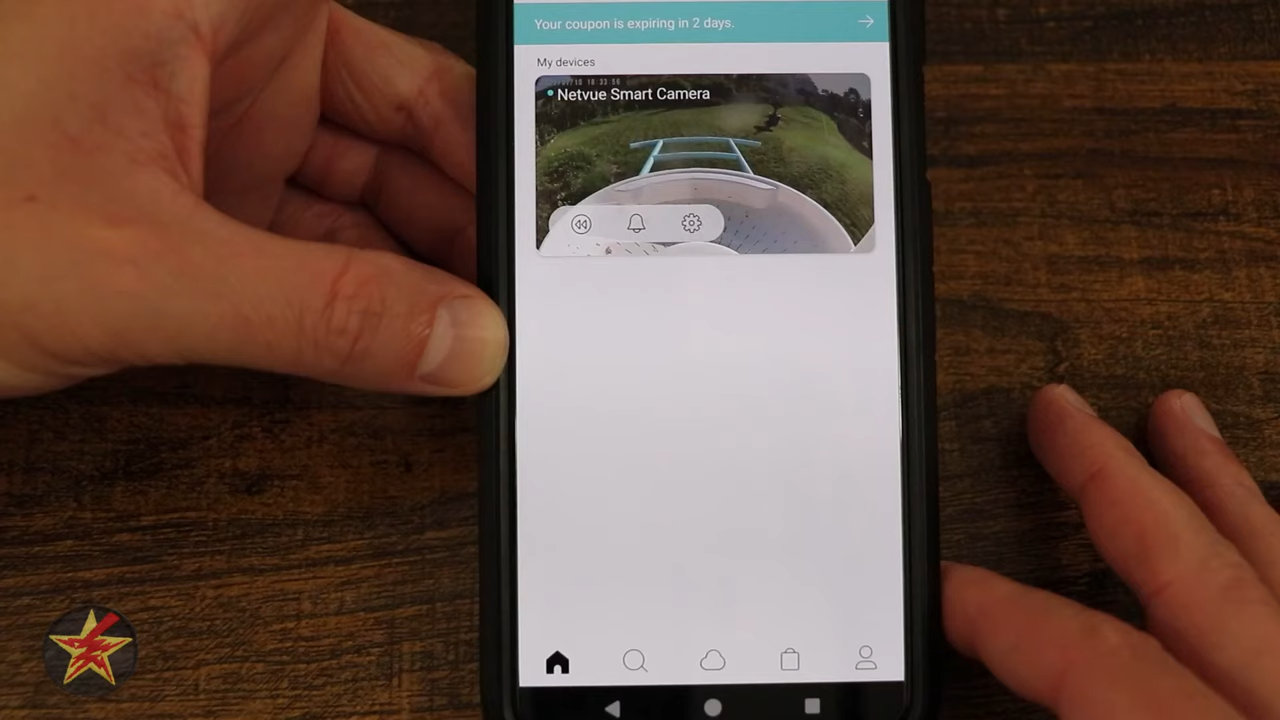 Your coupon is expiring in 2 days.
My devices
Netvue Smart Camera